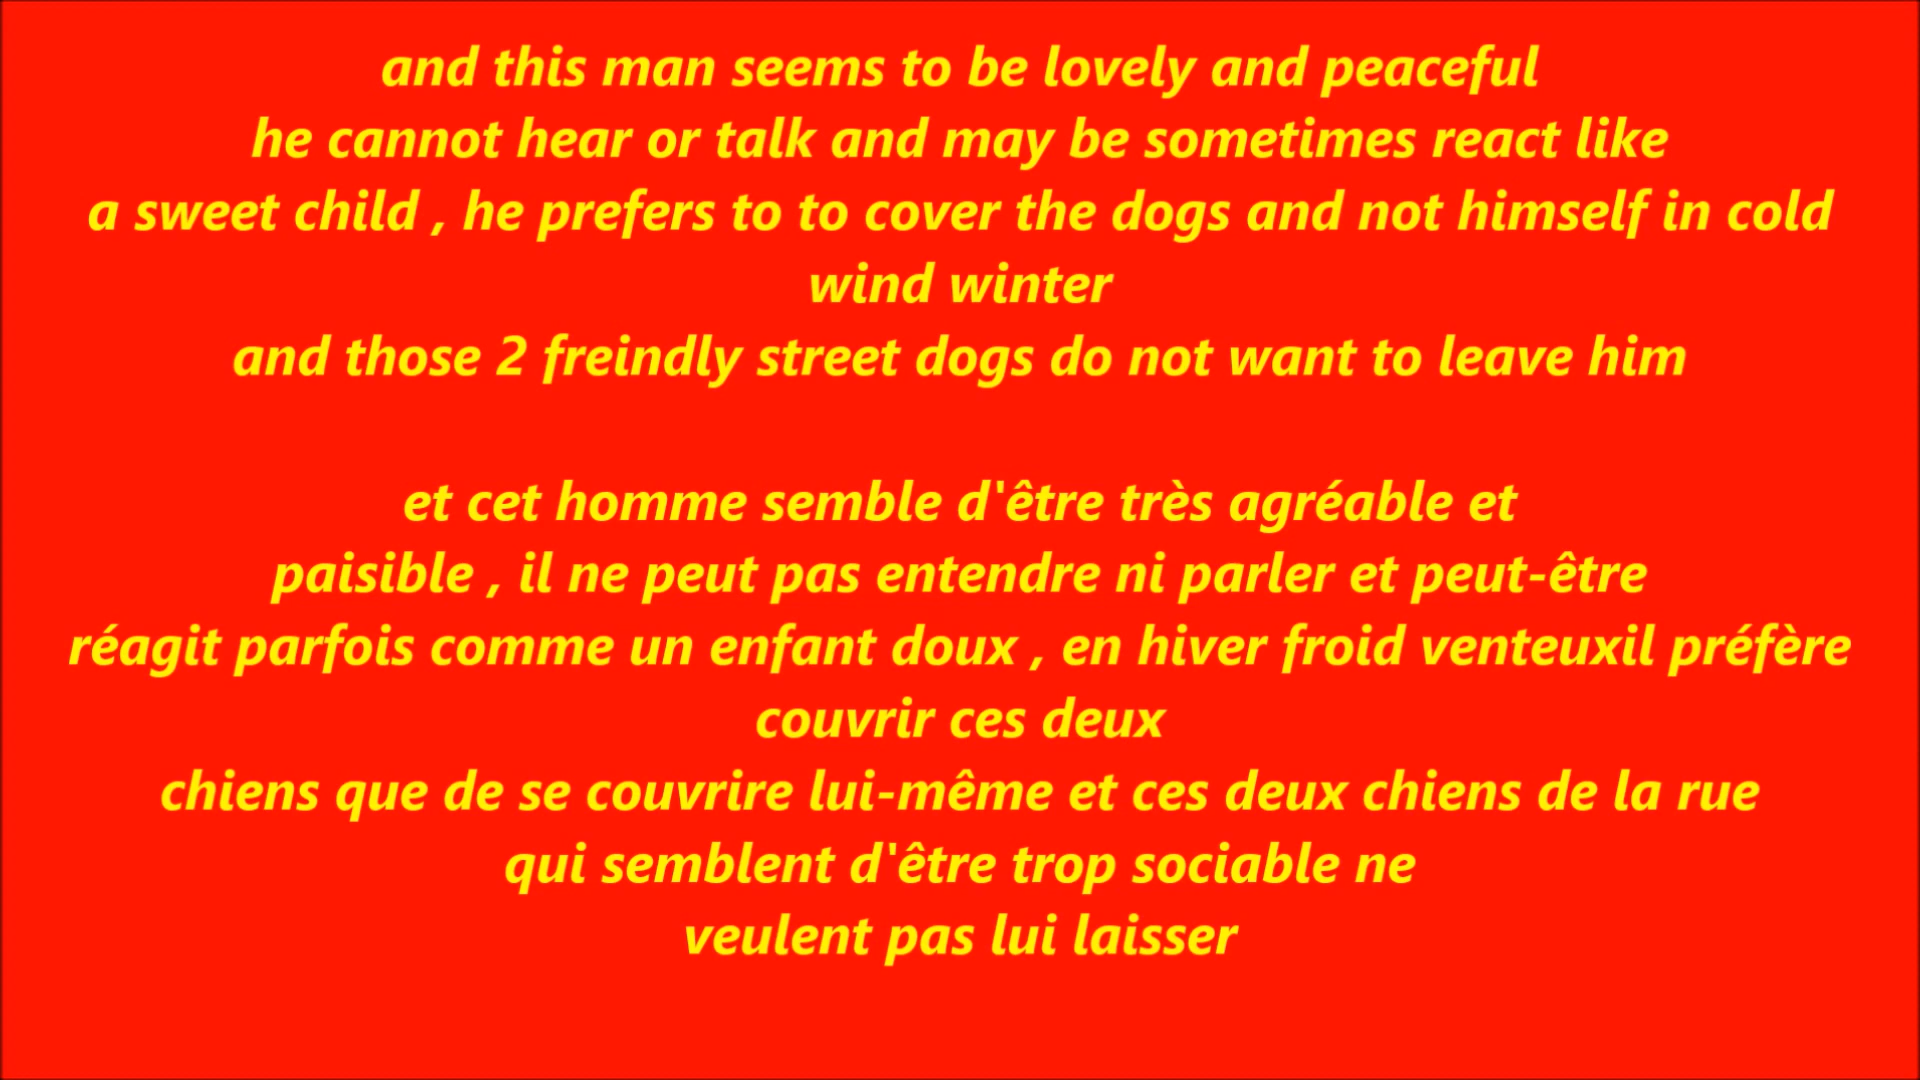 and this man seems to be lovely and peaceful
he cannot hear or talk and may be sometimes react like
a sweet child , he prefers to to cover the dogs and not himself in cold
wind winter
and those 2 freindly street dogs do not want to leave him
et cet homme semble d'être très agréable et
paisible , il ne peut pas entendre ni parler et peut-être
réagit parfois comme un enfant doux , en hiver froid venteuxil préfère
couvrir ces deux
chiens que de se couvrire lui-même et ces deux chiens de la rue
qui semblent d'être trop sociable ne
veulent pas lui laisser